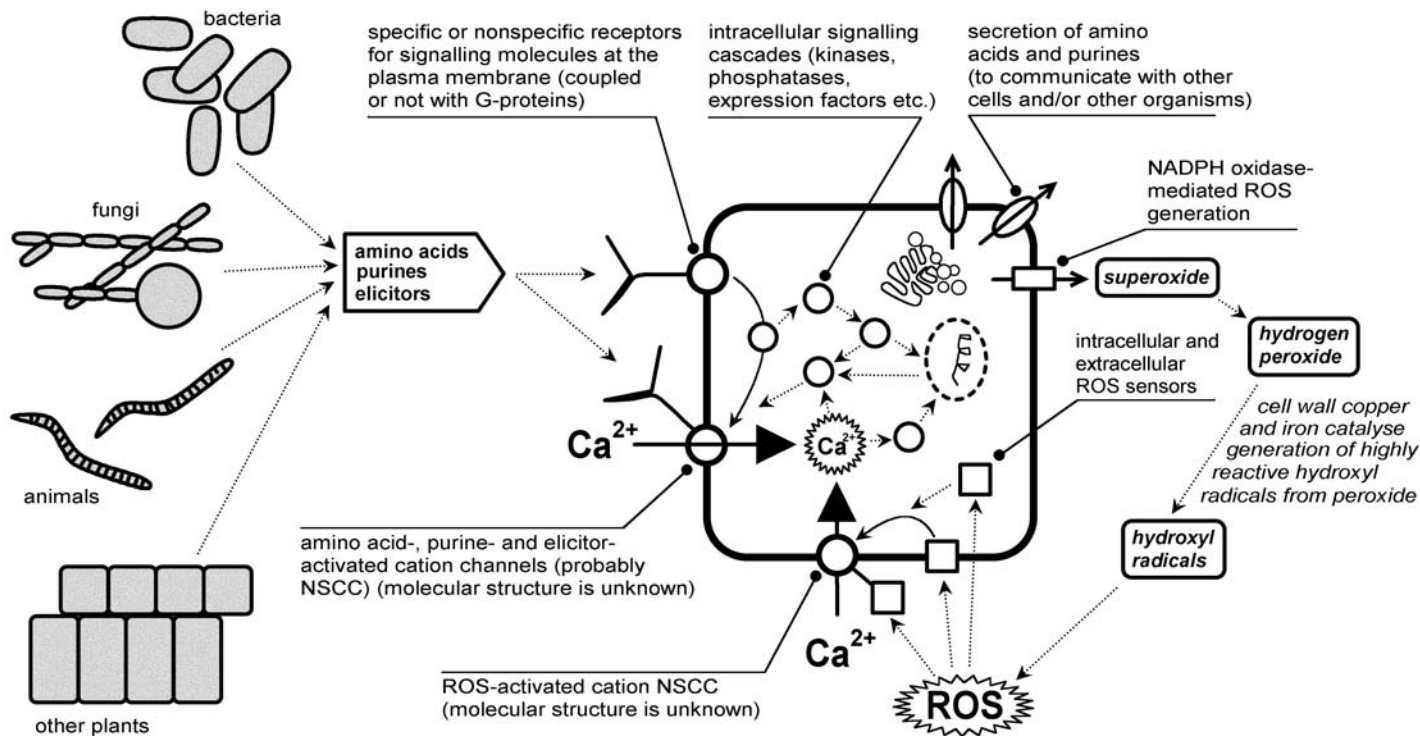 bacteria
specific or nonspecific receptors
for signalling molecules at the
plasma membrane (coupled
or not with G-proteins)
intracellular signalling
cascades (kinases,
phosphatases,
expression factors etc.)
secretion of amino
acids and purines
(to communicate with other
cells and/or other organisms)
NADPH oxidase-
mediated ROS
generation
fungi
amino acids
purines
elicitors
superoxide
hydrogen
peroxide
intracellular and
extracellular
ROS sensors
cell wall copper
and iron catalyse
generation of highly
reactive hydroxyl
radicals from peroxide
Ca2+
Ca2+
animals
amino acid-, purine- and elicitor-
activated cation channels (probably
NSCC) (molecular structure is unknown)
hydroxyl
radicals
Ca2+
ROS-activated cation NSCC
(molecular structure is unknown)
ROS
other plants